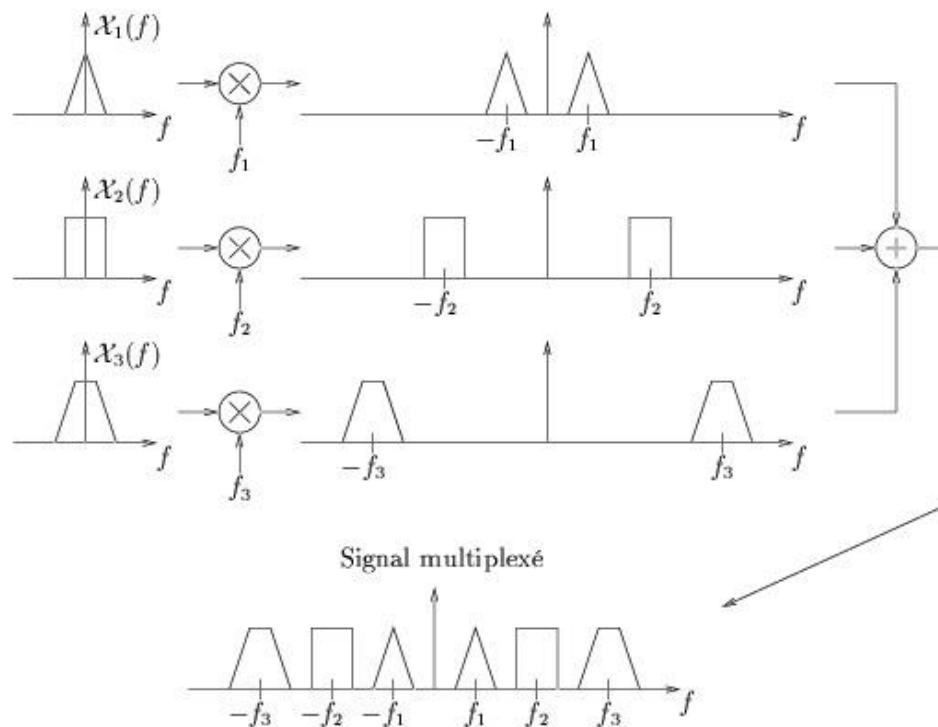 𝒳₁(f)
f
f₁
−f₁ f₁
f
𝒳₂(f)
f
f₂
−f₂ f₂
f
𝒳₃(f)
f
f₃
−f₃ f₃
f
Signal multiplexé
−f₃ −f₂ −f₁ f₁ f₂ f₃ f